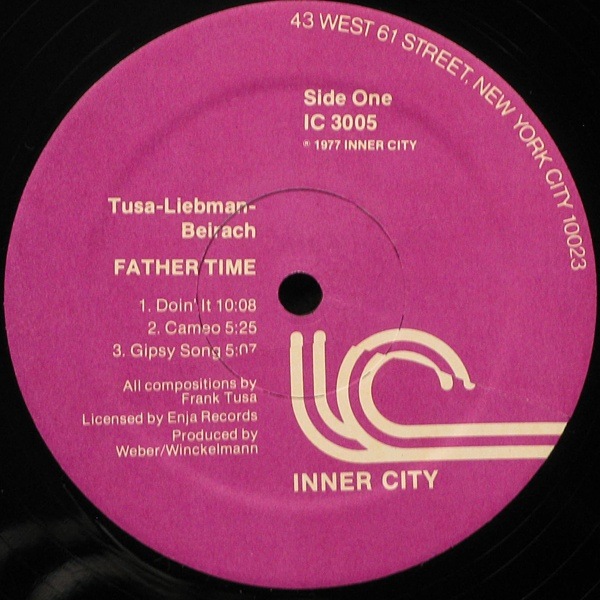 43 WEST 61 STREET, NEW YORK CITY 10023
Side One
IC 3005
℗ 1977 INNER CITY
Tusa-Liebman-
Beirach
FATHER TIME
1. Doin' It 10:08
2. Cameo 5:25
3. Gipsy Song 5:07
All compositions by
Frank Tusa
Licensed by Enja Records
Produced by
Weber/Winckelmann
INNER CITY